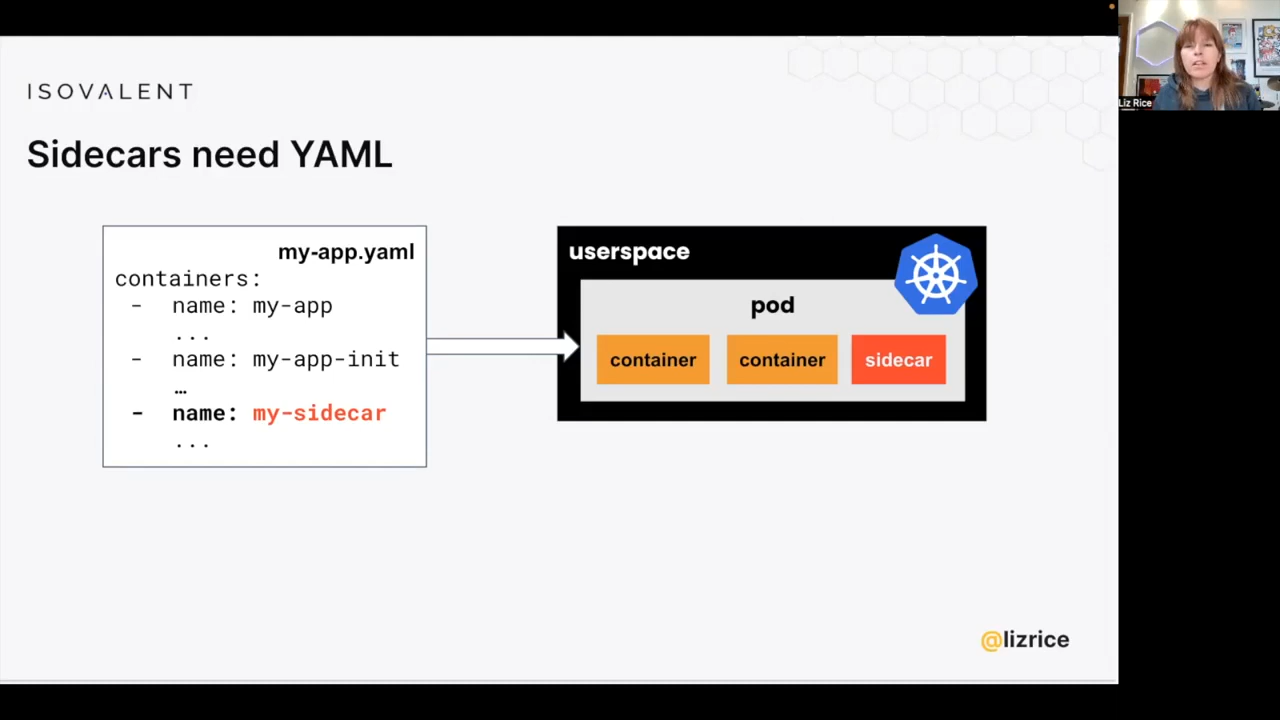 ISOVALENT
Sidecars need YAML
my-app.yaml
containers:
- name: my-app
...
- name: my-app-init
…
- name: my-sidecar
...
userspace
pod
container
container
sidecar
@lizrice
Liz Rice